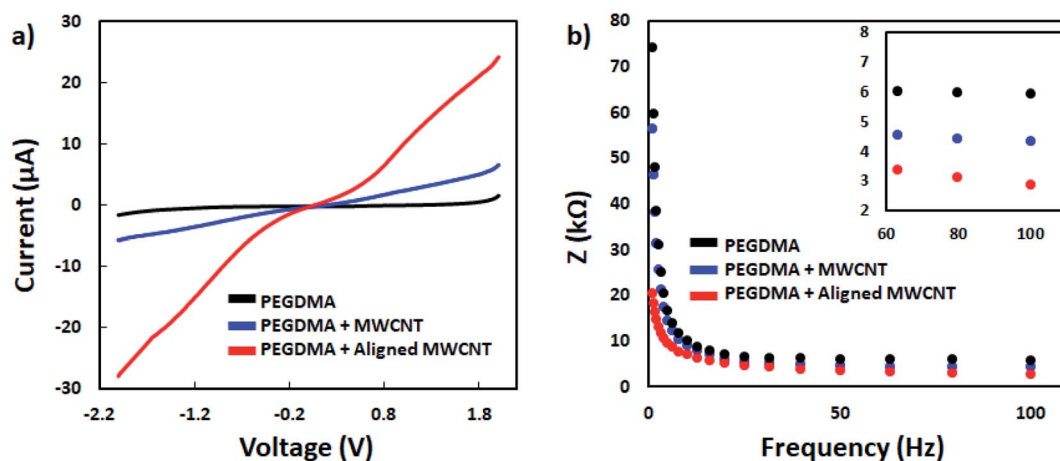 a)
Current (μA)
30
20
10
0
-10
-20
-30
-2.2
-1.2
-0.2
0.8
1.8
Voltage (V)
PEGDMA
PEGDMA + MWCNT
PEGDMA + Aligned MWCNT
b)
Z (kΩ)
80
70
60
50
40
30
20
10
0
0
50
100
Frequency (Hz)
PEGDMA
PEGDMA + MWCNT
PEGDMA + Aligned MWCNT
8
7
6
5
4
3
2
60
80
100